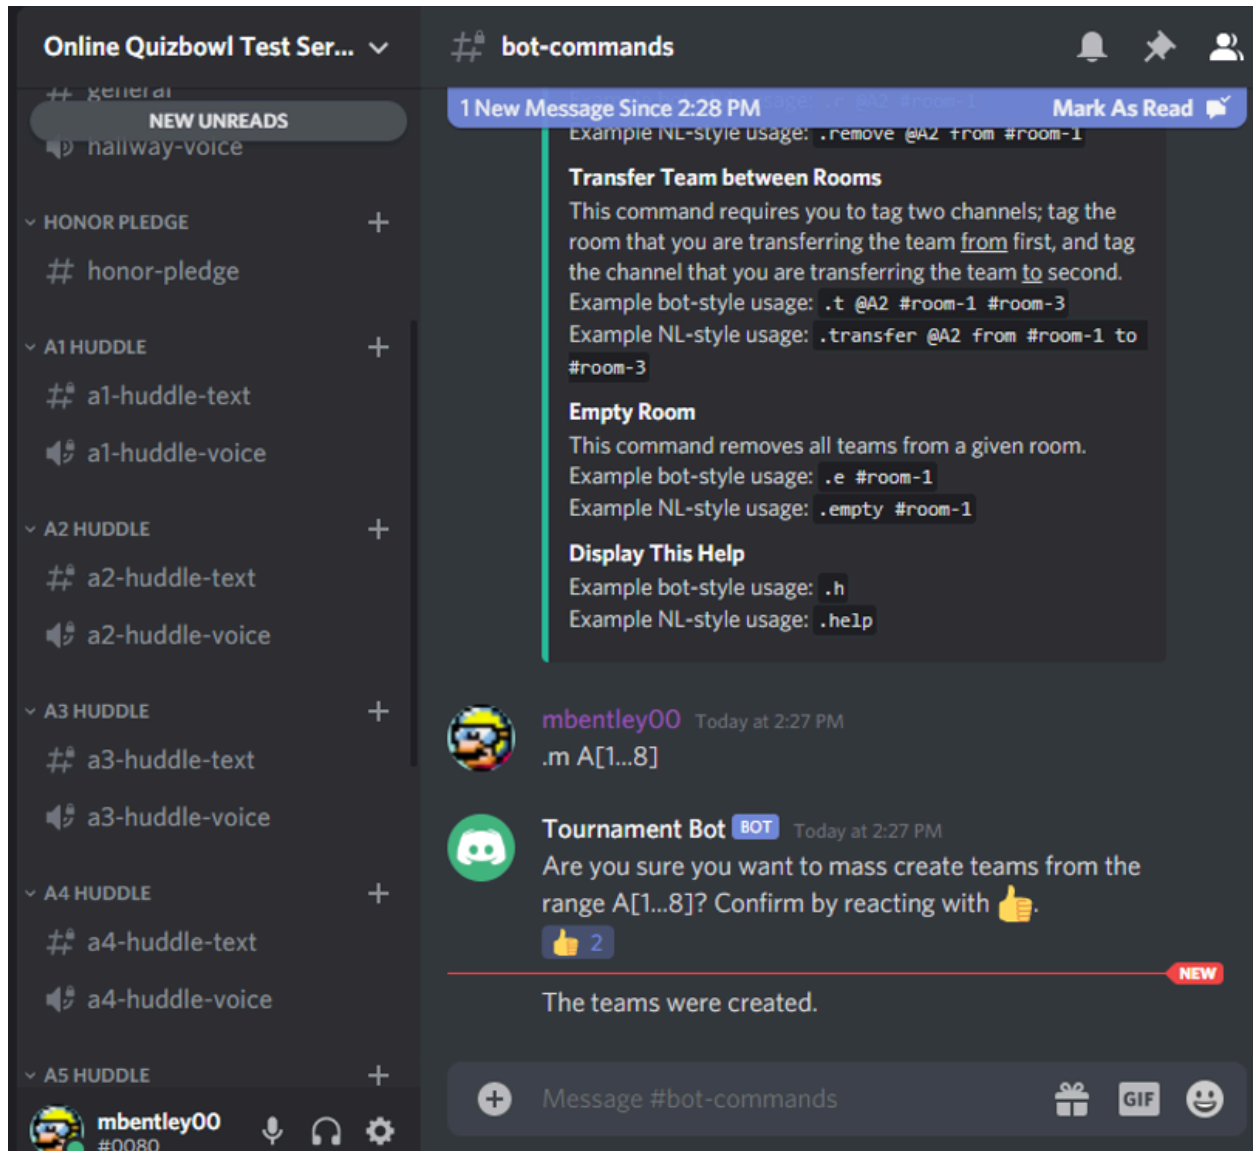 Online Quizbowl Test Ser...
general
NEW UNREADS
hallway-voice
HONOR PLEDGE
honor-pledge
A1 HUDDLE
a1-huddle-text
a1-huddle-voice
A2 HUDDLE
a2-huddle-text
a2-huddle-voice
A3 HUDDLE
a3-huddle-text
a3-huddle-voice
A4 HUDDLE
a4-huddle-text
a4-huddle-voice
A5 HUDDLE
mbentley00
#0080
bot-commands
1 New Message Since 2:28 PM Mark As Read
.r @A2 #room-1
Example NL-style usage: .remove @A2 from #room-1
Transfer Team between Rooms
This command requires you to tag two channels; tag the
room that you are transferring the team from first, and tag
the channel that you are transferring the team to second.
Example bot-style usage: .t @A2 #room-1 #room-3
Example NL-style usage: .transfer @A2 from #room-1 to
#room-3
Empty Room
This command removes all teams from a given room.
Example bot-style usage: .e #room-1
Example NL-style usage: .empty #room-1
Display This Help
Example bot-style usage: .h
Example NL-style usage: .help
mbentley00 Today at 2:27 PM
.m A[1...8]
Tournament Bot BOT Today at 2:27 PM
Are you sure you want to mass create teams from the
range A[1...8]? Confirm by reacting with 👍.
👍 2
NEW
The teams were created.
Message #bot-commands
GIF